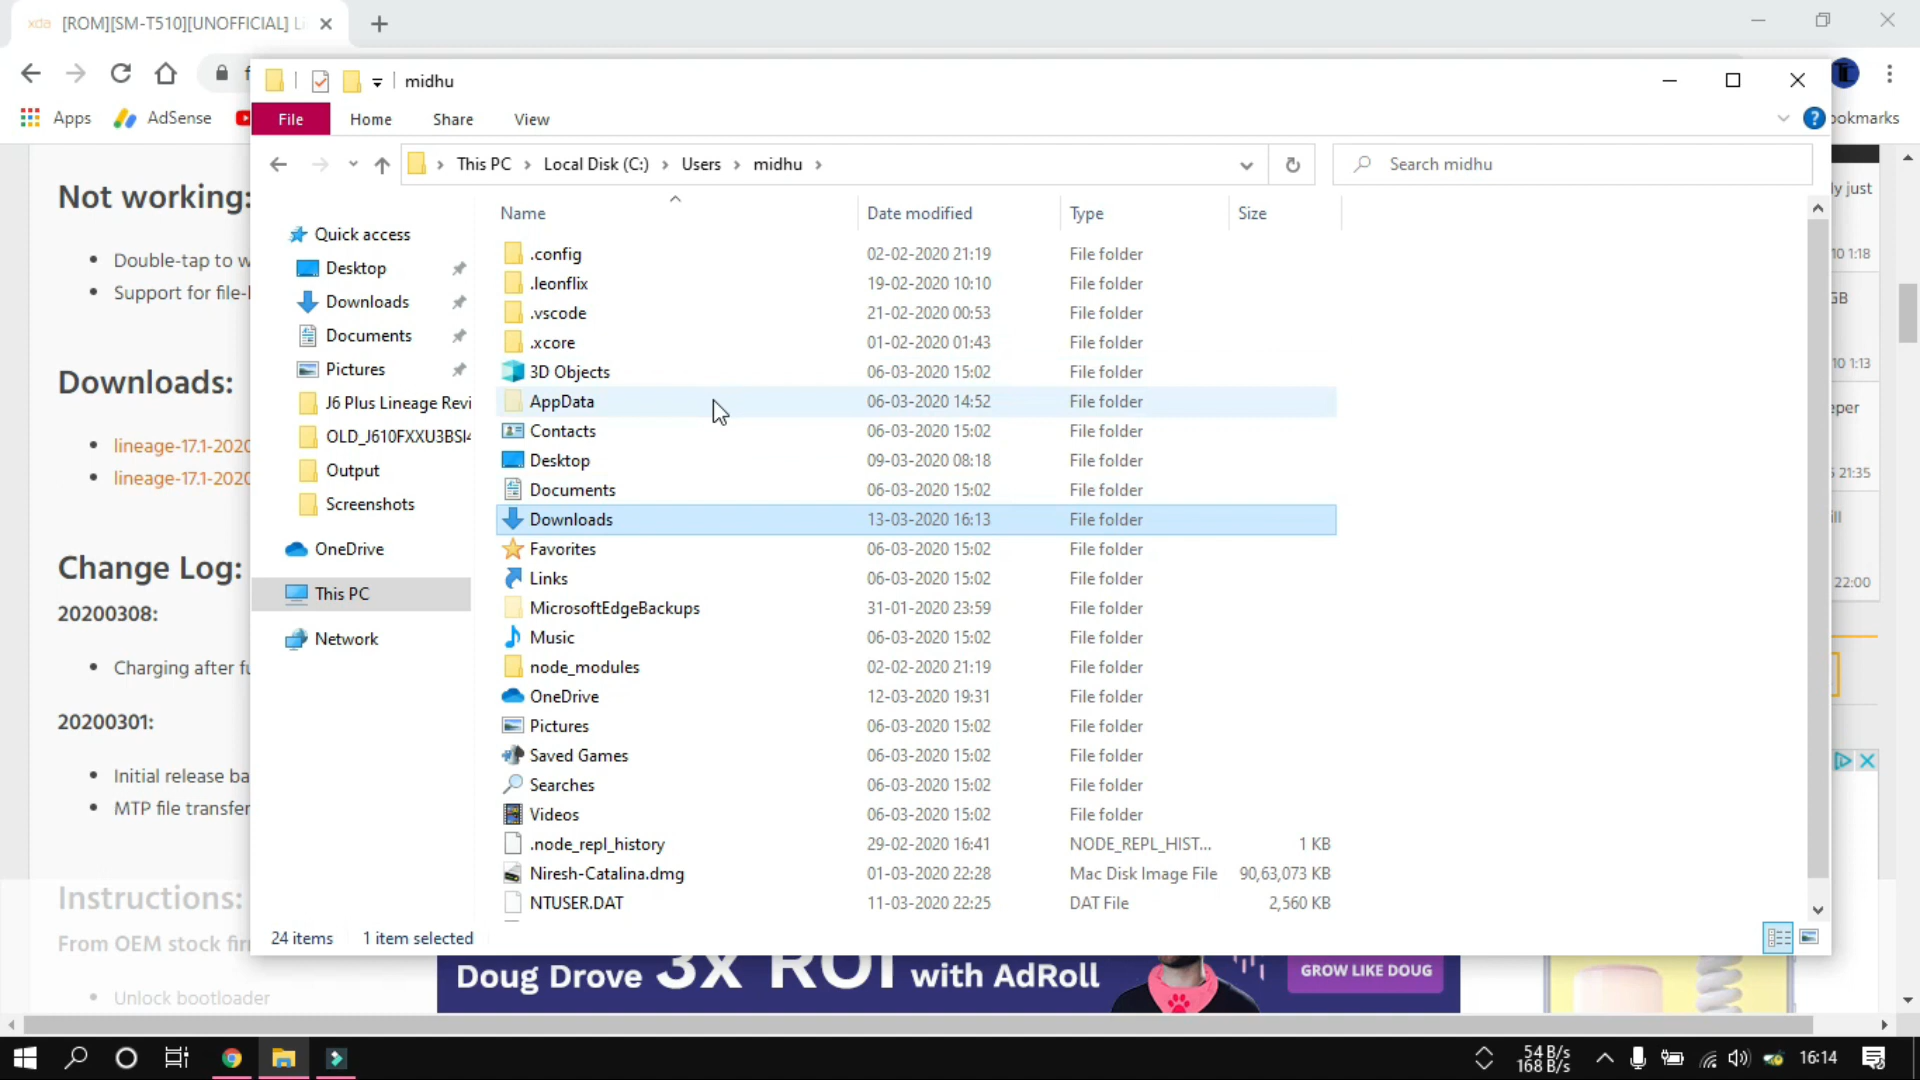 xda [ROM][SM-T510][UNOFFICIAL] Li
midhu
Apps
AdSense
ookmarks
File
Home
Share
View
This PC
Local Disk (C:)
Users
midhu
Search midhu
Not working:
Double-tap to w
Support for file-
Downloads:
lineage-17.1-2020
lineage-17.1-2020
Change Log:
20200308:
Charging after fu
20200301:
Initial release ba
MTP file transfer
Instructions:
From OEM stock fir
Unlock bootloader
Quick access
Desktop
Downloads
Documents
Pictures
J6 Plus Lineage Revi
OLD_J610FXXU3BSI4
Output
Screenshots
OneDrive
This PC
Network
Name Date modified Type Size
.config 02-02-2020 21:19 File folder
.leonflix 19-02-2020 10:10 File folder
.vscode 21-02-2020 00:53 File folder
.xcore 01-02-2020 01:43 File folder
3D Objects 06-03-2020 15:02 File folder
AppData 06-03-2020 14:52 File folder
Contacts 06-03-2020 15:02 File folder
Desktop 09-03-2020 08:18 File folder
Documents 06-03-2020 15:02 File folder
Downloads 13-03-2020 16:13 File folder
Favorites 06-03-2020 15:02 File folder
Links 06-03-2020 15:02 File folder
MicrosoftEdgeBackups 31-01-2020 23:59 File folder
Music 06-03-2020 15:02 File folder
node_modules 02-02-2020 21:19 File folder
OneDrive 12-03-2020 19:31 File folder
Pictures 06-03-2020 15:02 File folder
Saved Games 06-03-2020 15:02 File folder
Searches 06-03-2020 15:02 File folder
Videos 06-03-2020 15:02 File folder
.node_repl_history 29-02-2020 16:41 NODE_REPL_HIST... 1 KB
Niresh-Catalina.dmg 01-03-2020 22:28 Mac Disk Image File 90,63,073 KB
NTUSER.DAT 11-03-2020 22:25 DAT File 2,560 KB
24 items 1 item selected
ly just
10 1:18
GB
10 1:13
eper
21:35
ill
22:00
Doug Drove 3X ROI with AdRoll
GROW LIKE DOUG
54 B/s
168 B/s
16:14